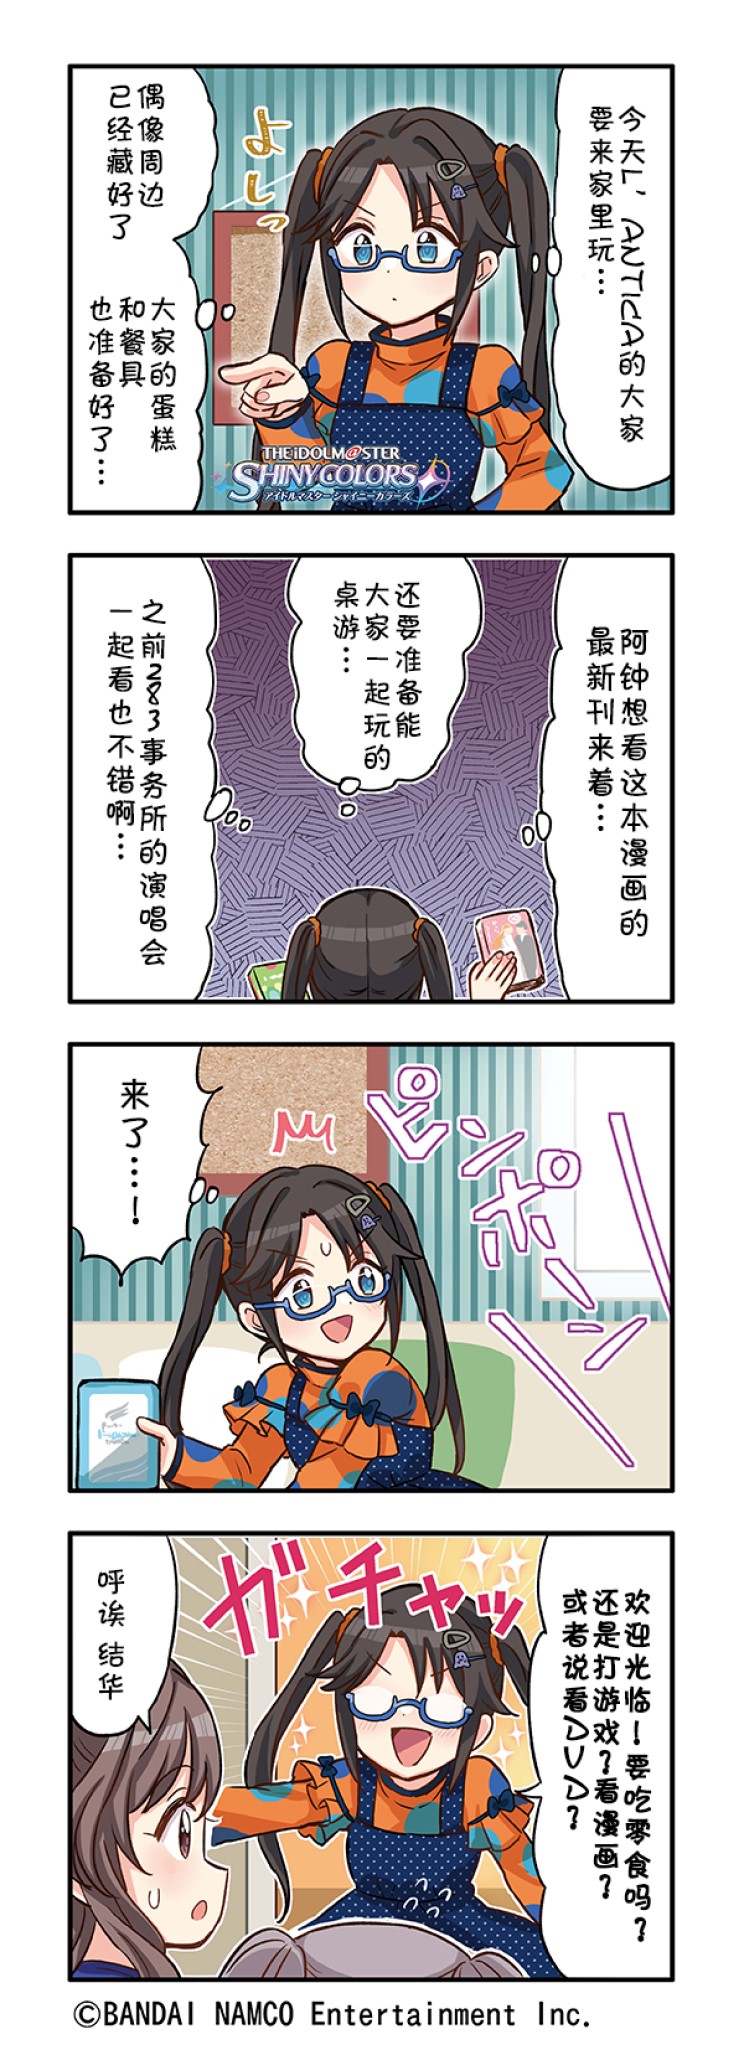 今天L'ANTICA的大家
要来家里玩…
よしっ
偶像周边
已经藏好了
大家的蛋糕
和餐具
也准备好了…
THE iDOLM@STER
SHINY COLORS
アイドルマスター シャイニーカラーズ
阿钟想看这本漫画的
最新刊来着…
还要准备能
大家一起玩的
桌游…
之前283事务所的演唱会
一起看也不错啊…
ピンポーン
来了…!
ガチャッ
欢迎光临!要吃零食吗?
还是打游戏?看漫画?
或者说看DVD?
呼诶 结华
©BANDAI NAMCO Entertainment Inc.